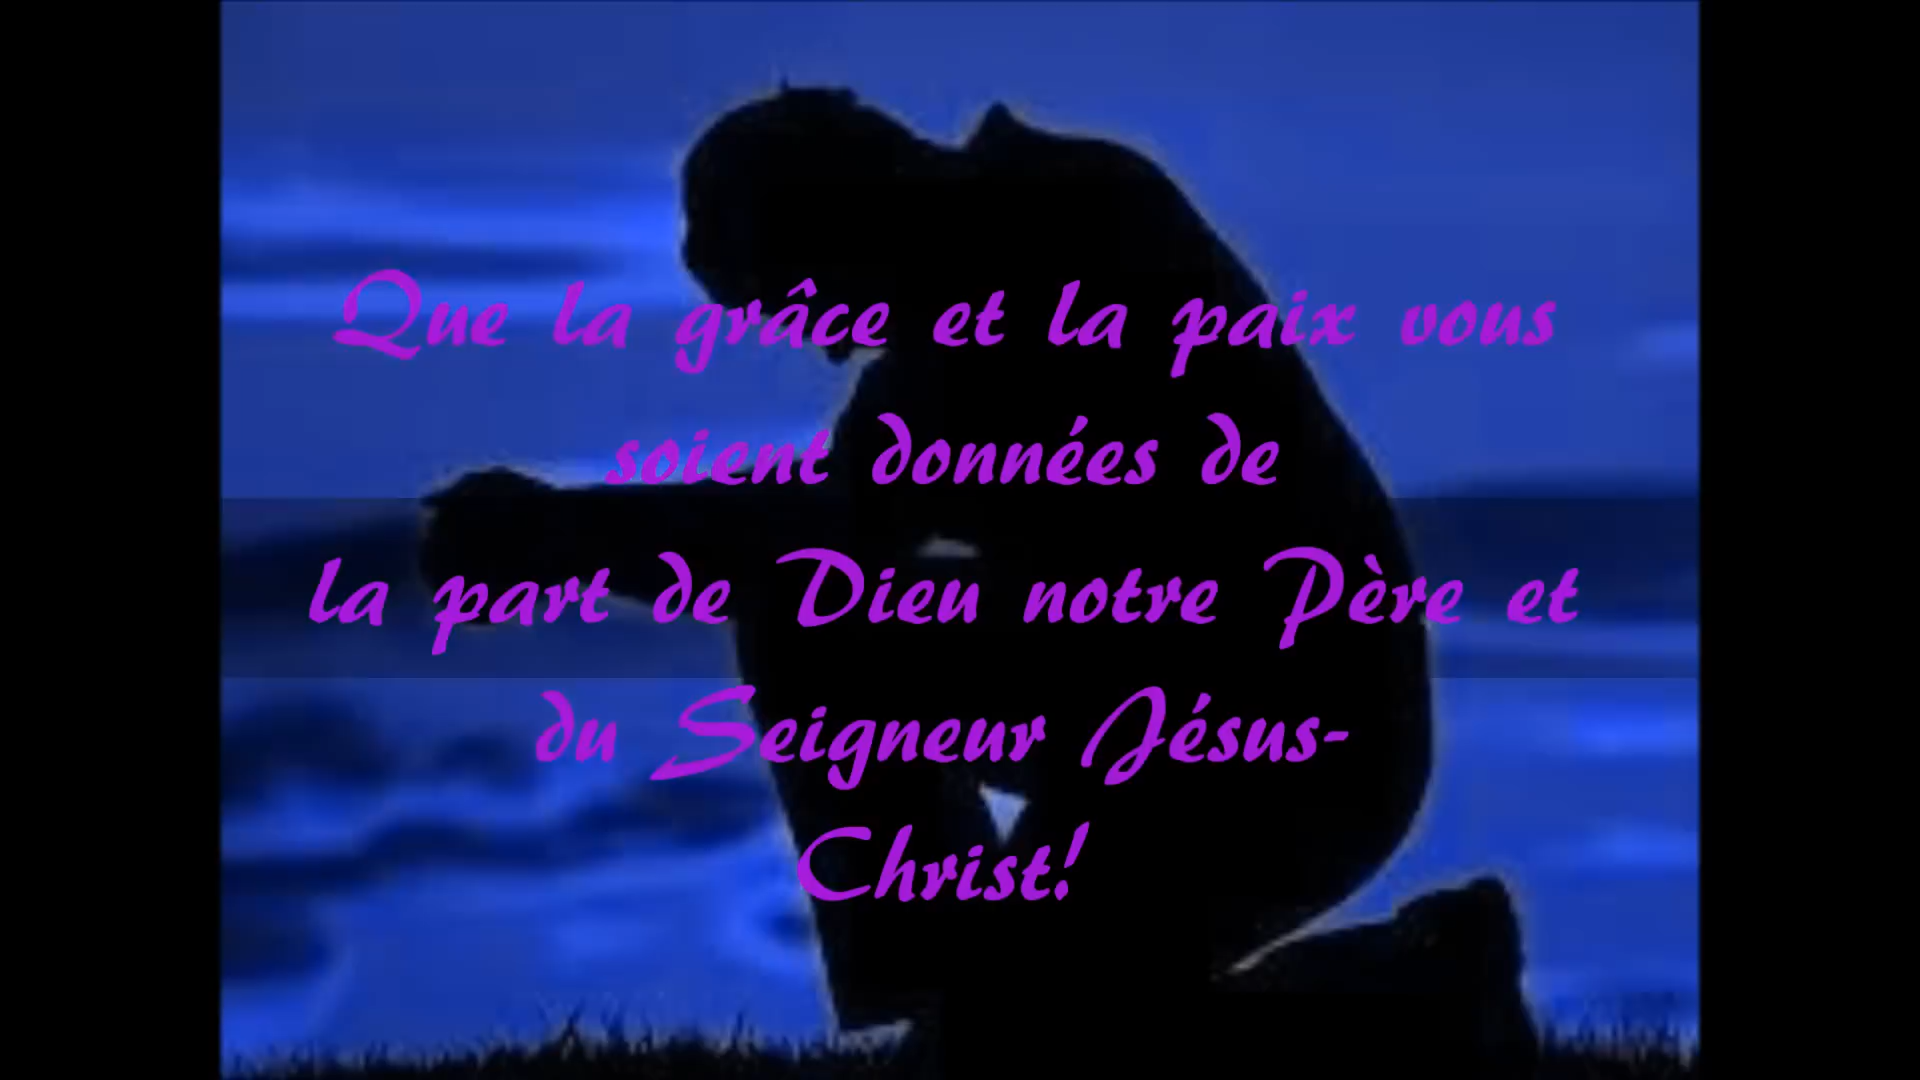 Que la grâce et la paix vous
soient données de
la part de Dieu notre Père et
du Seigneur Jésus-
Christ!